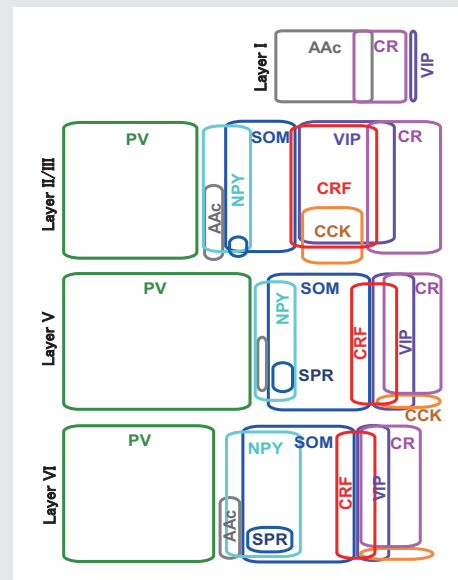 Layer I
AAc
CR
VIP
Layer II/III
PV
NPY
AAc
SOM
VIP
CRF
CCK
CR
Layer V
PV
NPY
SOM
SPR
CRF
VIP
CR
CCK
Layer VI
PV
AAc
NPY
SOM
SPR
CRF
VIP
CR